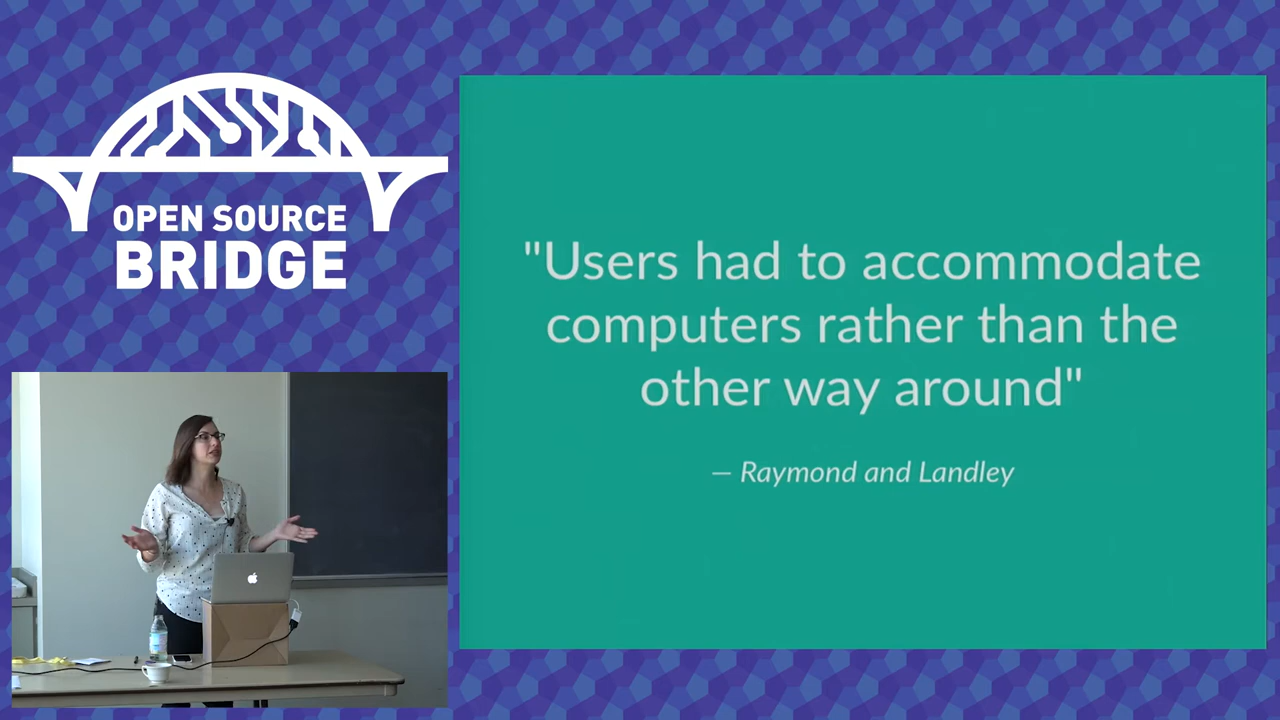 OPEN SOURCE
BRIDGE
"Users had to accommodate
computers rather than the
other way around"
— Raymond and Landley